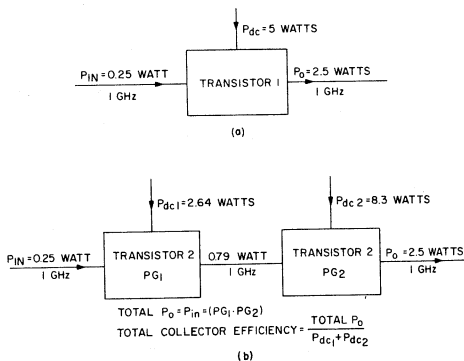 Pdc=5 WATTS
PIN=0.25 WATT
1 GHz
TRANSISTOR 1
Po=2.5 WATTS
1 GHz
(a)
Pdc1=2.64 WATTS
Pdc2=8.3 WATTS
PIN=0.25 WATT
1 GHz
TRANSISTOR 2
PG1
0.79 WATT
1 GHz
TRANSISTOR 2
PG2
Po=2.5 WATTS
1 GHz
TOTAL Po=Pin=(PG1·PG2)
TOTAL COLLECTOR EFFICIENCY=
TOTAL Po
Pdc1+Pdc2
(b)